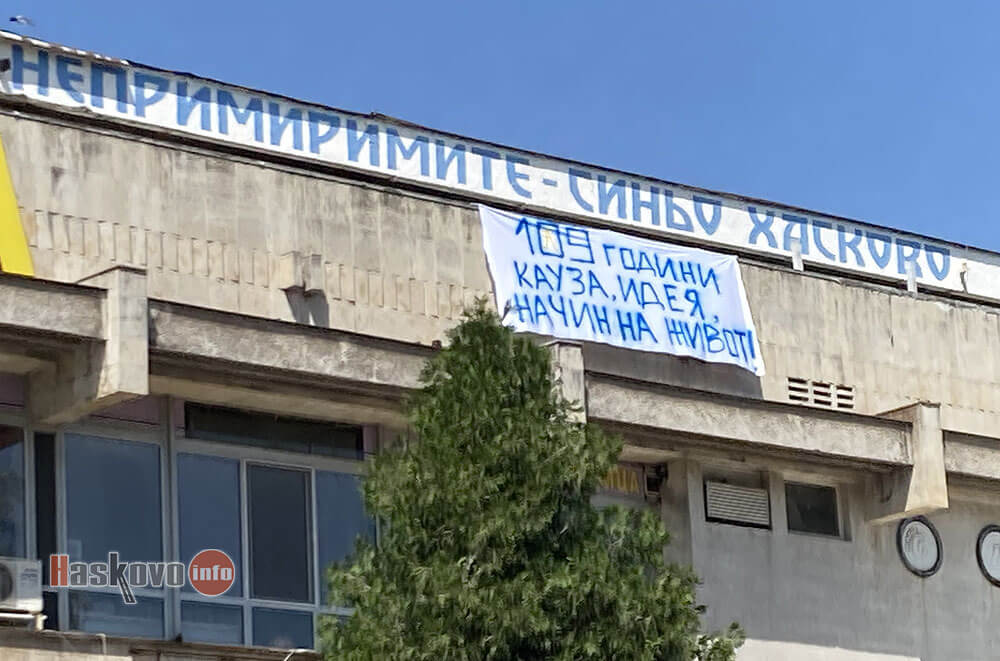 НЕПРИМИРИМИТЕ - СИНЬО ХАСКОВО
109 ГОДИНИ
КАУЗА, ИДЕЯ,
НАЧИН НА ЖИВОТ!
Haskovo info